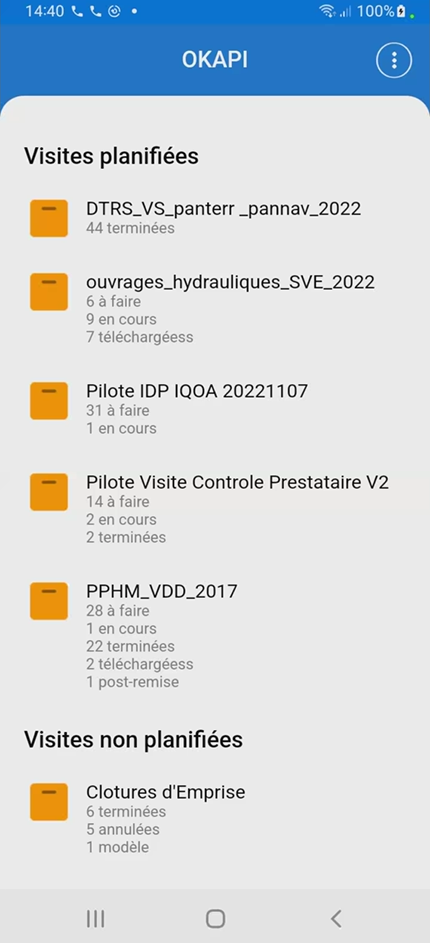 14:40 100%
OKAPI
Visites planifiées
DTRS_VS_panterr _pannav_2022
44 terminées
ouvrages_hydrauliques_SVE_2022
6 à faire
9 en cours
7 téléchargéess
Pilote IDP IQOA 20221107
31 à faire
1 en cours
Pilote Visite Controle Prestataire V2
14 à faire
2 en cours
2 terminées
PPHM_VDD_2017
28 à faire
1 en cours
22 terminées
2 téléchargéess
1 post-remise
Visites non planifiées
Clotures d'Emprise
6 terminées
5 annulées
1 modèle